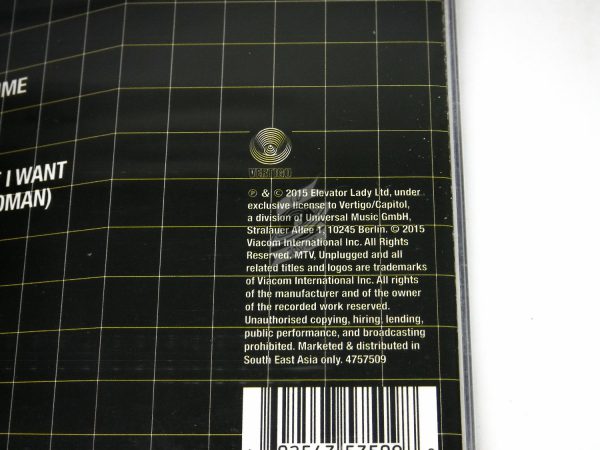 ME
I WANT
OMAN)
VERTIGO
℗ & © 2015 Elevator Lady Ltd, under
exclusive license to Vertigo/Capitol,
a division of Universal Music GmbH,
Stralauer Allee 1, 10245 Berlin. © 2015
Viacom International Inc. All Rights
Reserved. MTV, Unplugged and all
related titles and logos are trademarks
of Viacom International Inc. All rights
of the manufacturer and of the owner
of the recorded work reserved.
Unauthorised copying, hiring, lending,
public performance, and broadcasting
prohibited. Marketed & distributed in
South East Asia only. 4757509